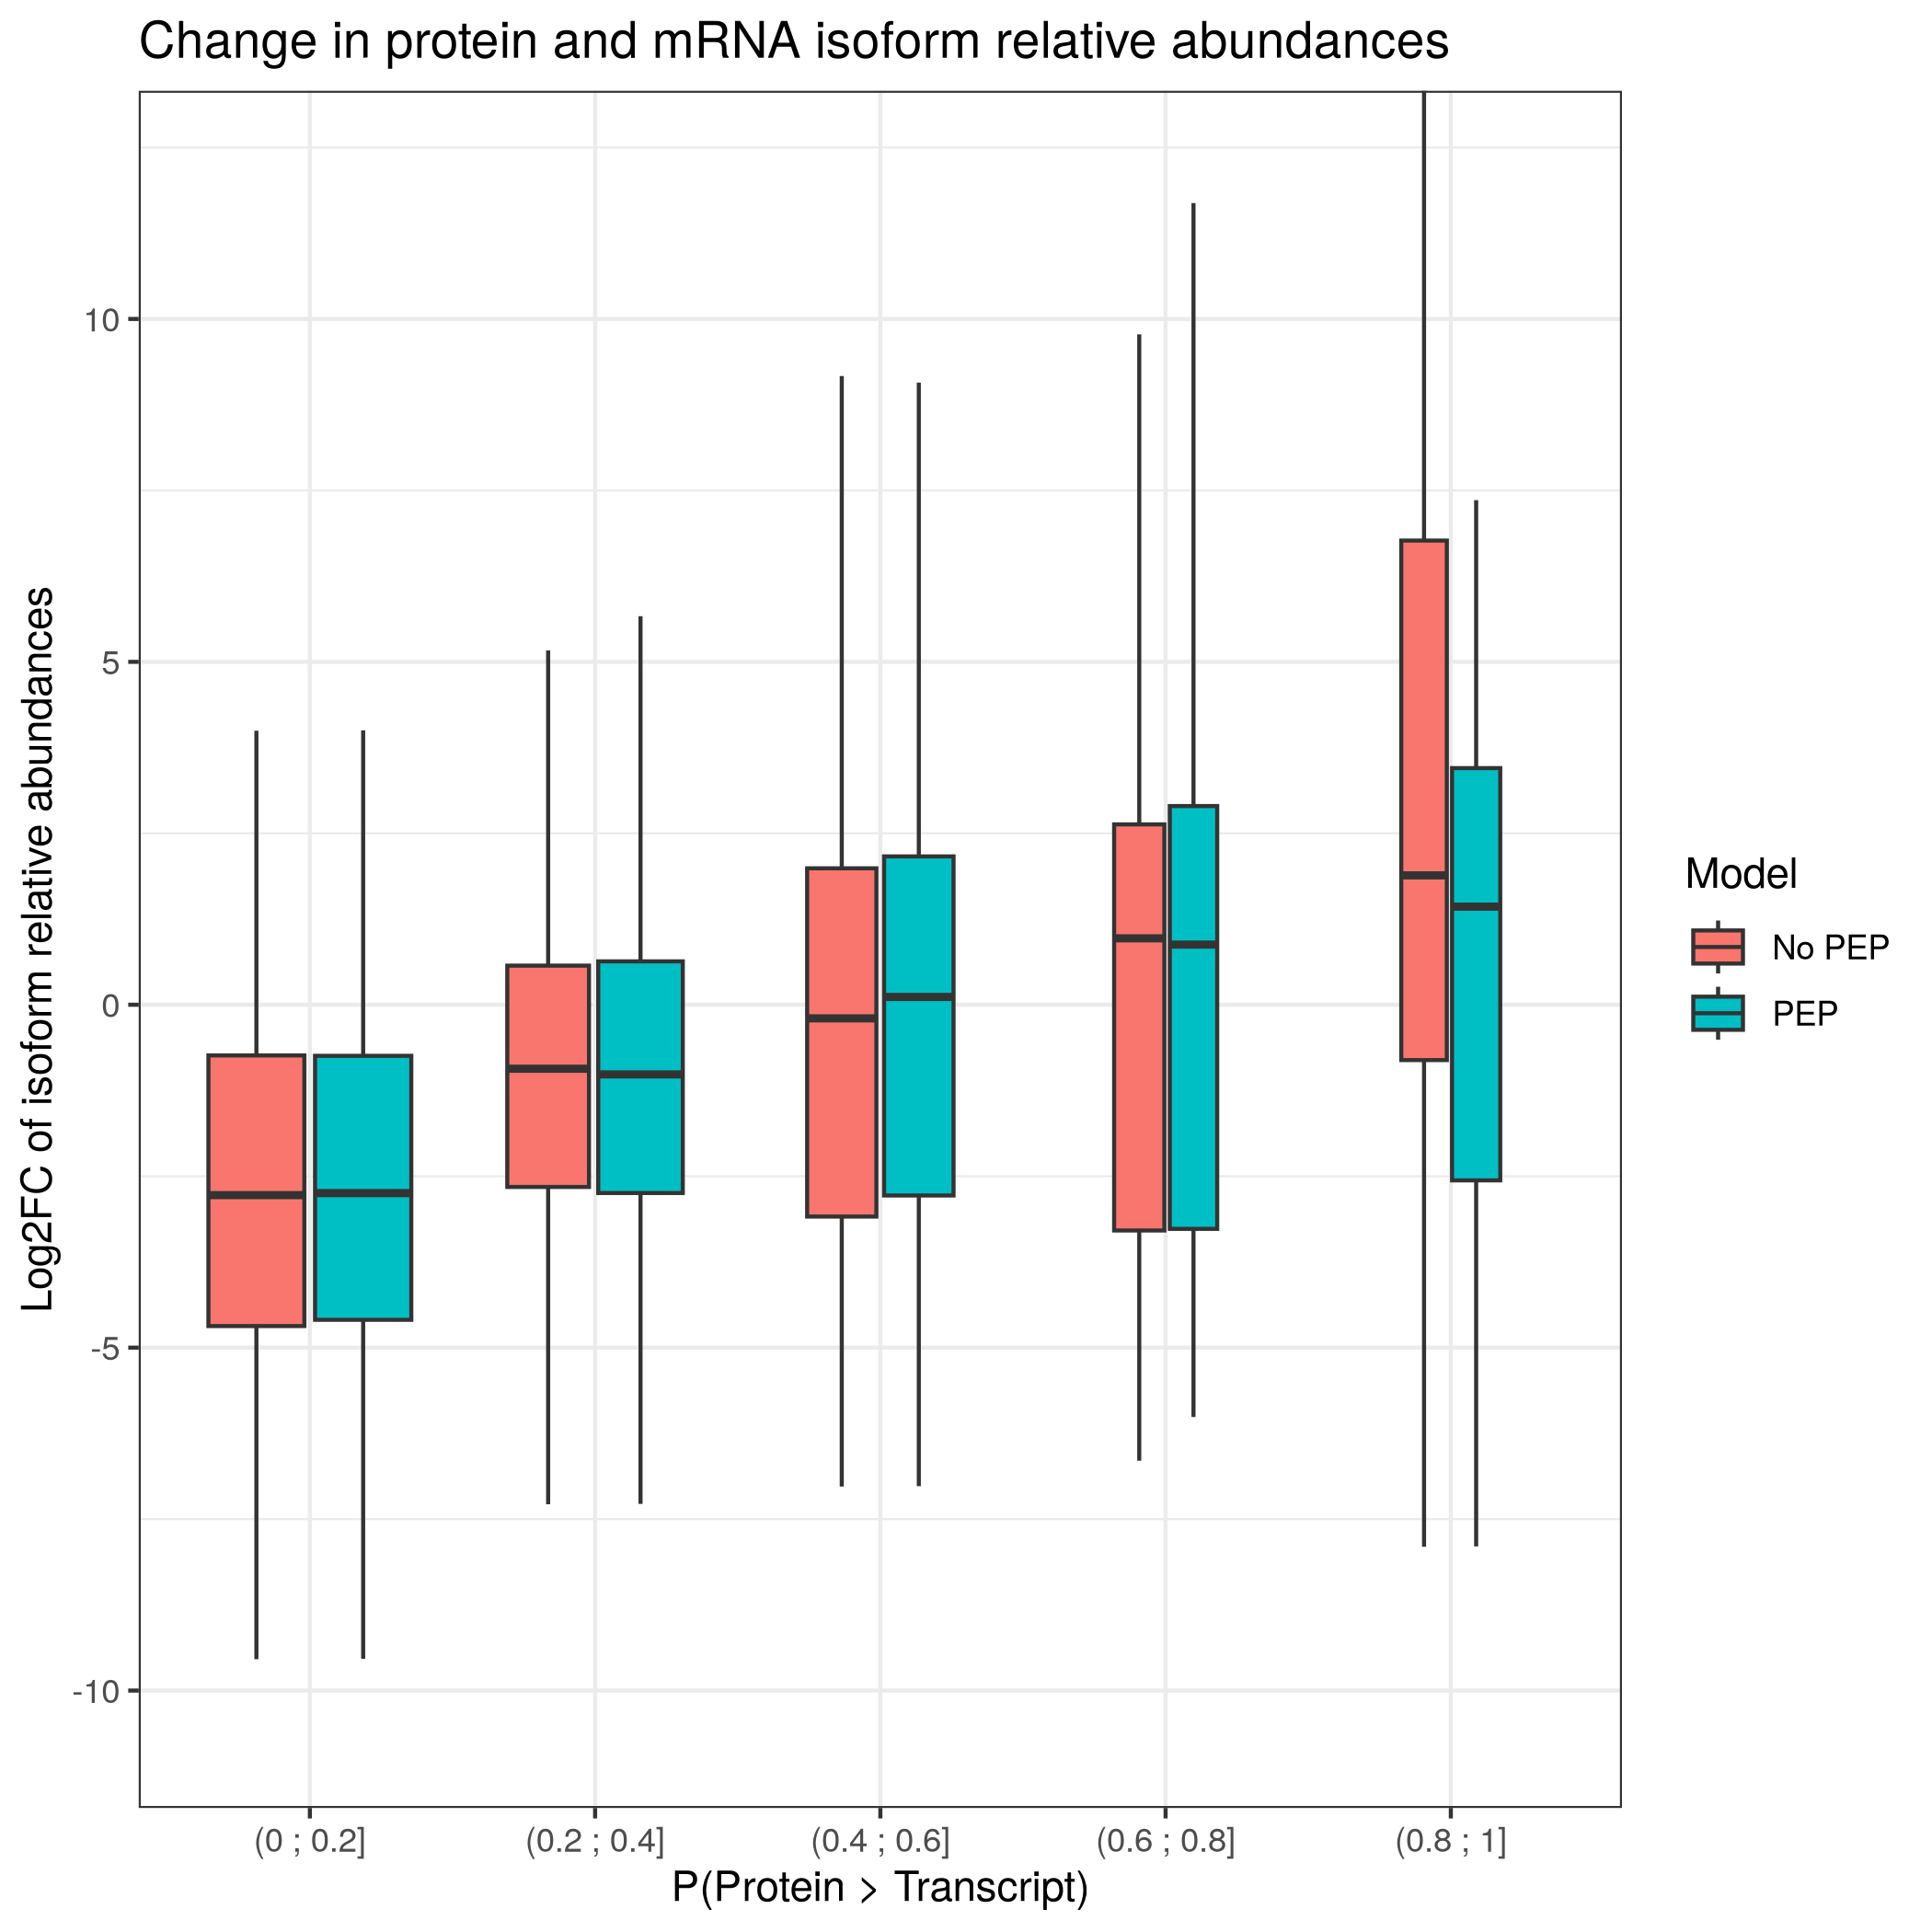 Change in protein and mRNA isoform relative abundances
Log2FC of isoform relative abundances
10
5
0
-5
-10
(0 ; 0.2]
(0.2 ; 0.4]
(0.4 ; 0.6]
(0.6 ; 0.8]
(0.8 ; 1]
P(Protein > Transcript)
Model
No PEP
PEP